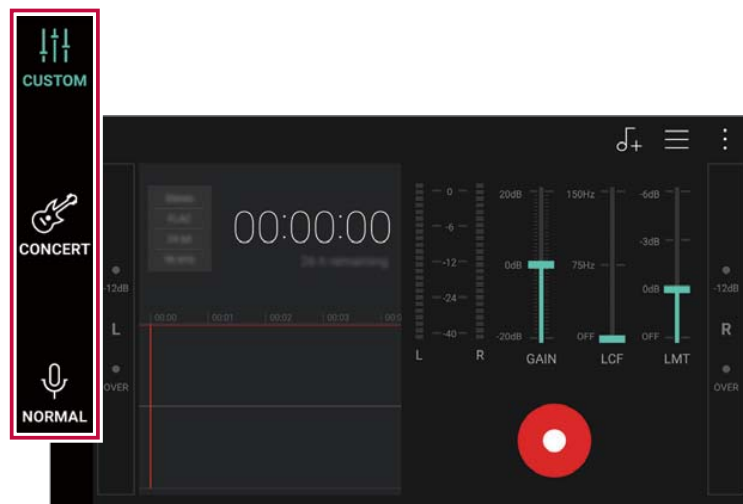 CUSTOM
CONCERT
NORMAL
-12dB
L
OVER
00:00:00
00:00 00:01 00:02 00:03
0
-6
-12
-24
-40
L R
20dB
0dB
-20dB
GAIN
150Hz
75Hz
OFF
LCF
-6dB
-3dB
0dB
OFF
LMT
-12dB
R
OVER